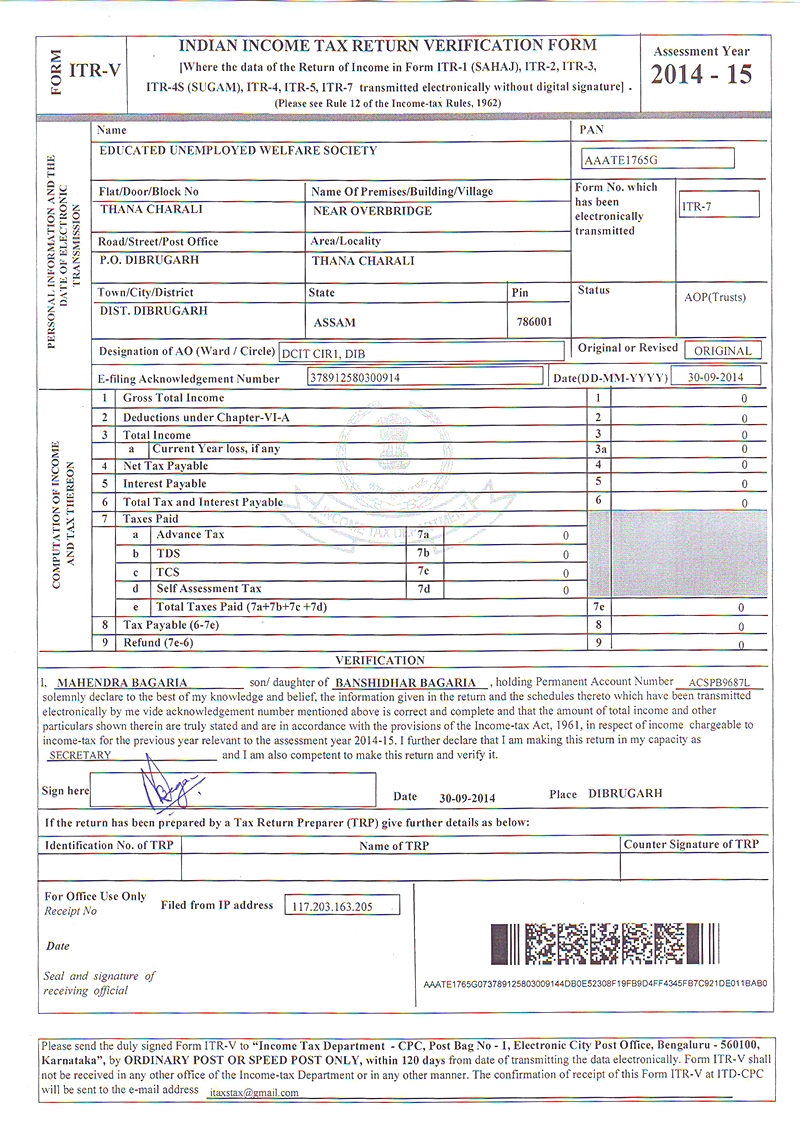 FORM ITR-V
INDIAN INCOME TAX RETURN VERIFICATION FORM
[Where the data of the Return of Income in Form ITR-1 (SAHAJ), ITR-2, ITR-3,
ITR-4S (SUGAM), ITR-4, ITR-5, ITR-7 transmitted electronically without digital signature] .
(Please see Rule 12 of the Income-tax Rules, 1962)
Assessment Year
2014 - 15
PERSONAL INFORMATION AND THE
DATE OF ELECTRONIC
TRANSMISSION
Name
EDUCATED UNEMPLOYED WELFARE SOCIETY
PAN
AAATE1765G
Flat/Door/Block No
THANA CHARALI
Name Of Premises/Building/Village
NEAR OVERBRIDGE
Form No. which
has been
electronically
transmitted
ITR-7
Road/Street/Post Office
P.O. DIBRUGARH
Area/Locality
THANA CHARALI
Town/City/District
DIST. DIBRUGARH
State
ASSAM
Pin
786001
Status
AOP(Trusts)
Designation of AO (Ward / Circle) DCIT CIR1, DIB
Original or Revised ORIGINAL
E-filing Acknowledgement Number 378912580300914
Date(DD-MM-YYYY) 30-09-2014
COMPUTATION OF INCOME
AND TAX THEREON
1 Gross Total Income 1 0
2 Deductions under Chapter-VI-A 2 0
3 Total Income 3 0
a Current Year loss, if any 3a 0
4 Net Tax Payable 4 0
5 Interest Payable 5 0
6 Total Tax and Interest Payable 6 0
7 Taxes Paid
a Advance Tax 7a 0
b TDS 7b 0
c TCS 7c 0
d Self Assessment Tax 7d 0
e Total Taxes Paid (7a+7b+7c +7d) 7e 0
8 Tax Payable (6-7e) 8 0
9 Refund (7e-6) 9 0
INCOME TAX DEPARTMENT
VERIFICATION
I, MAHENDRA BAGARIA son/ daughter of BANSHIDHAR BAGARIA , holding Permanent Account Number ACSPB9687L
solemnly declare to the best of my knowledge and belief, the information given in the return and the schedules thereto which have been transmitted
electronically by me vide acknowledgement number mentioned above is correct and complete and that the amount of total income and other
particulars shown therein are truly stated and are in accordance with the provisions of the Income-tax Act, 1961, in respect of income chargeable to
income-tax for the previous year relevant to the assessment year 2014-15. I further declare that I am making this return in my capacity as
SECRETARY and I am also competent to make this return and verify it.
Sign here
Date 30-09-2014 Place DIBRUGARH
If the return has been prepared by a Tax Return Preparer (TRP) give further details as below:
Identification No. of TRP Name of TRP Counter Signature of TRP
For Office Use Only
Receipt No
Filed from IP address 117.203.163.205
Date
Seal and signature of
receiving official
AAATE1765G073789125803009144DB0E52308F19FB9D4FF4345FB7C921DE011BAB0
Please send the duly signed Form ITR-V to “Income Tax Department - CPC, Post Bag No - 1, Electronic City Post Office, Bengaluru - 560100,
Karnataka”, by ORDINARY POST OR SPEED POST ONLY, within 120 days from date of transmitting the data electronically. Form ITR-V shall
not be received in any other office of the Income-tax Department or in any other manner. The confirmation of receipt of this Form ITR-V at ITD-CPC
will be sent to the e-mail address itaxstax@gmail.com